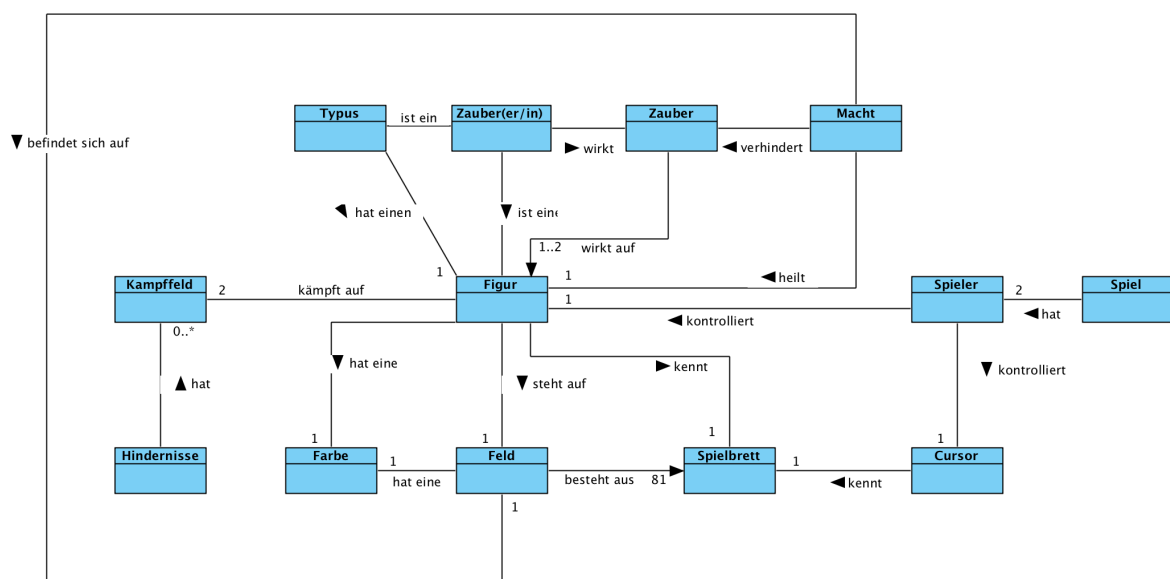 Typus
Zauber(er/in)
Zauber
Macht
ist ein
wirkt
verhindert
befindet sich auf
hat einen
ist eine
1..2
wirkt auf
1
1
heilt
Kampffeld
2
kämpft auf
Figur
1
Spieler
2
Spiel
0..*
kontrolliert
hat
hat eine
kennt
kontrolliert
hat
steht auf
1
1
1
1
Hindernisse
Farbe
1
Feld
Spielbrett
1
Cursor
hat eine
besteht aus
81
kennt
1